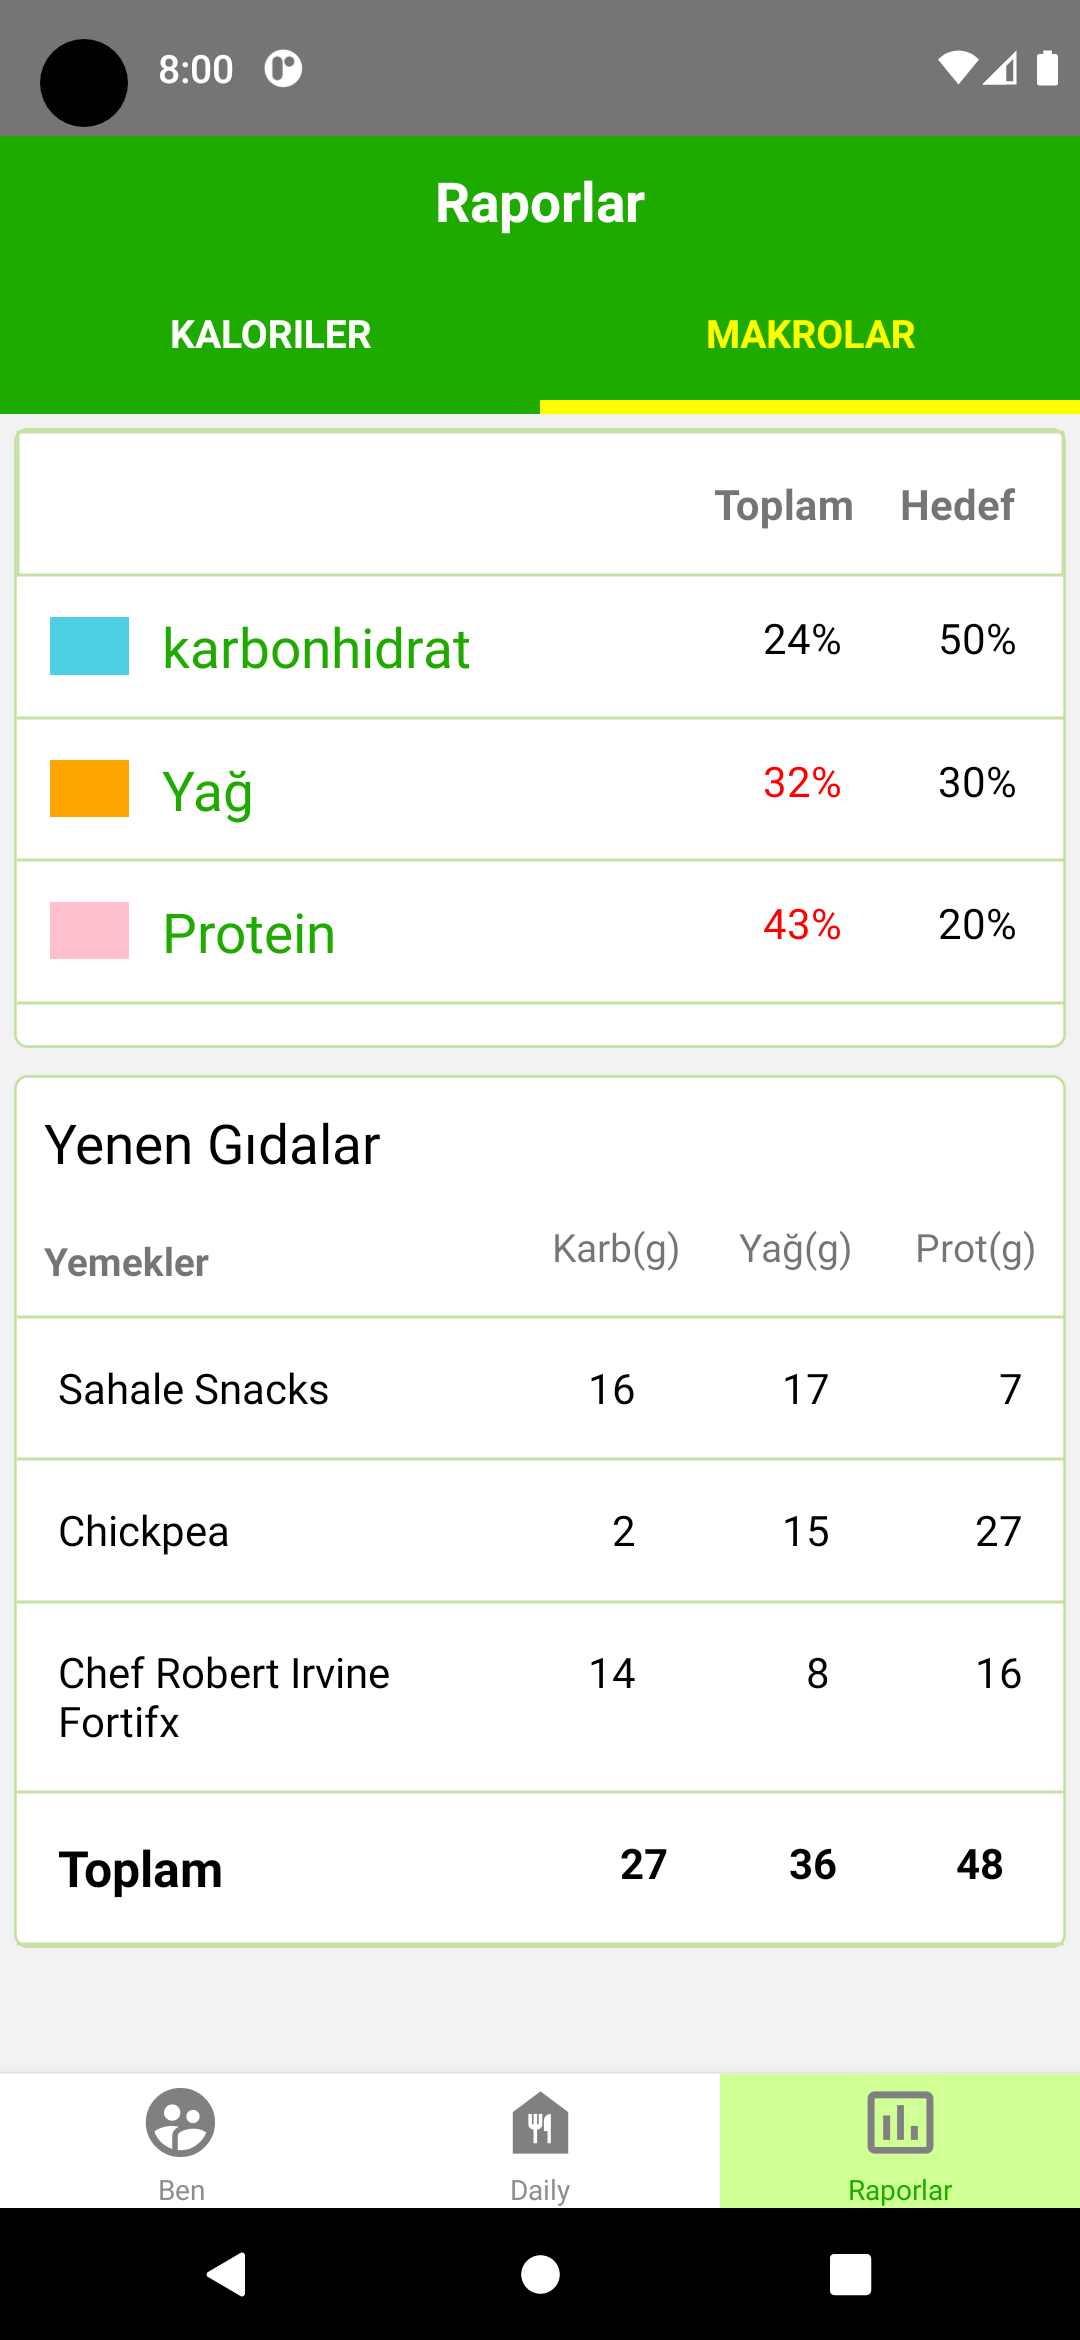 8:00
Raporlar
KALORILER MAKROLAR
Toplam Hedef
karbonhidrat 24% 50%
Yağ 32% 30%
Protein 43% 20%
Yenen Gıdalar
Yemekler Karb(g) Yağ(g) Prot(g)
Sahale Snacks 16 17 7
Chickpea 2 15 27
Chef Robert Irvine 14 8 16
Fortifx
Toplam 27 36 48
Ben Daily Raporlar